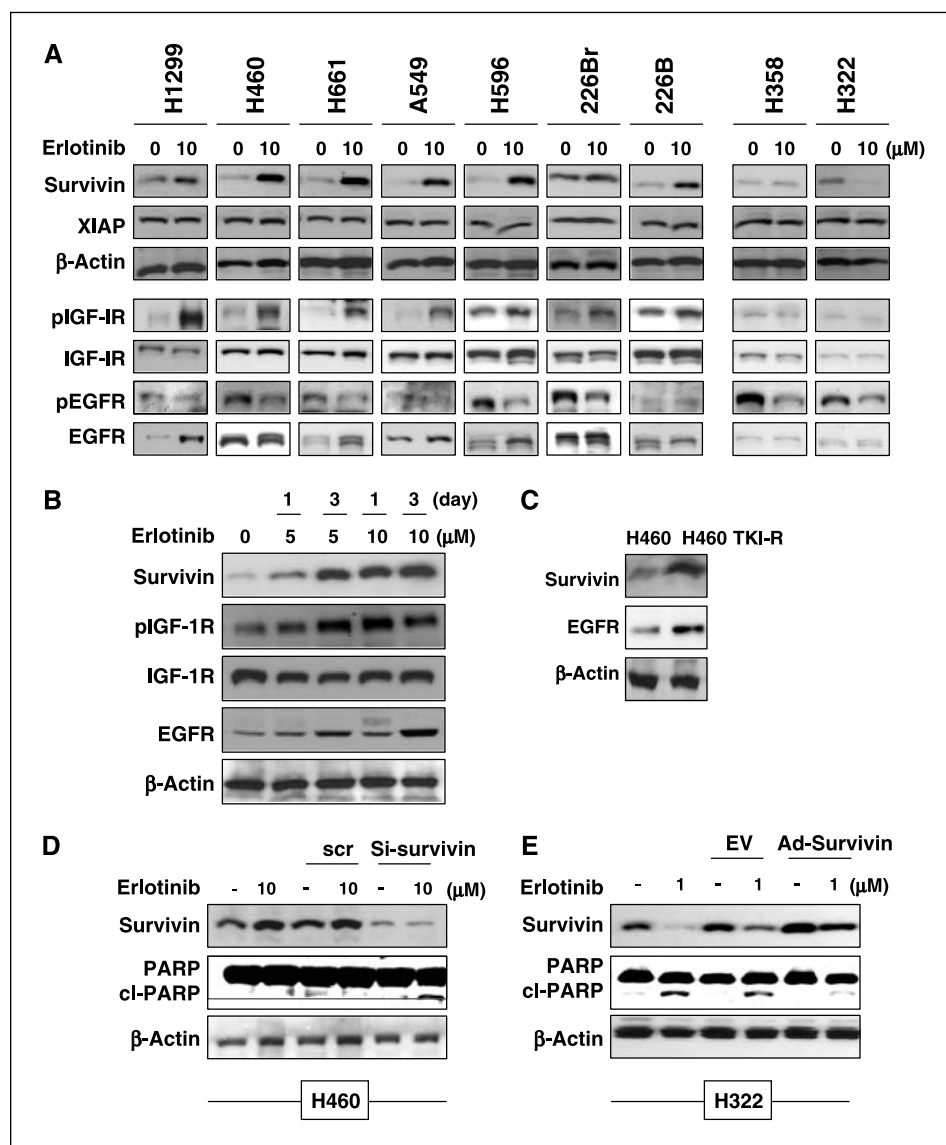 A
H1299 H460 H661 A549 H596 226Br 226B H358 H322
Erlotinib 0 10 0 10 0 10 0 10 0 10 0 10 0 10 0 10 0 10 (μM)
Survivin
XIAP
β-Actin
pIGF-IR
IGF-IR
pEGFR
EGFR
B
1 3 1 3 (day)
Erlotinib 0 5 5 10 10 (μM)
Survivin
pIGF-1R
IGF-1R
EGFR
β-Actin
C
H460 H460 TKI-R
Survivin
EGFR
β-Actin
D
scr Si-survivin
Erlotinib - 10 - 10 - 10 (μM)
Survivin
PARP
cl-PARP
β-Actin
H460
E
EV Ad-Survivin
Erlotinib - 1 - 1 - 1 (μM)
Survivin
PARP
cl-PARP
β-Actin
H322